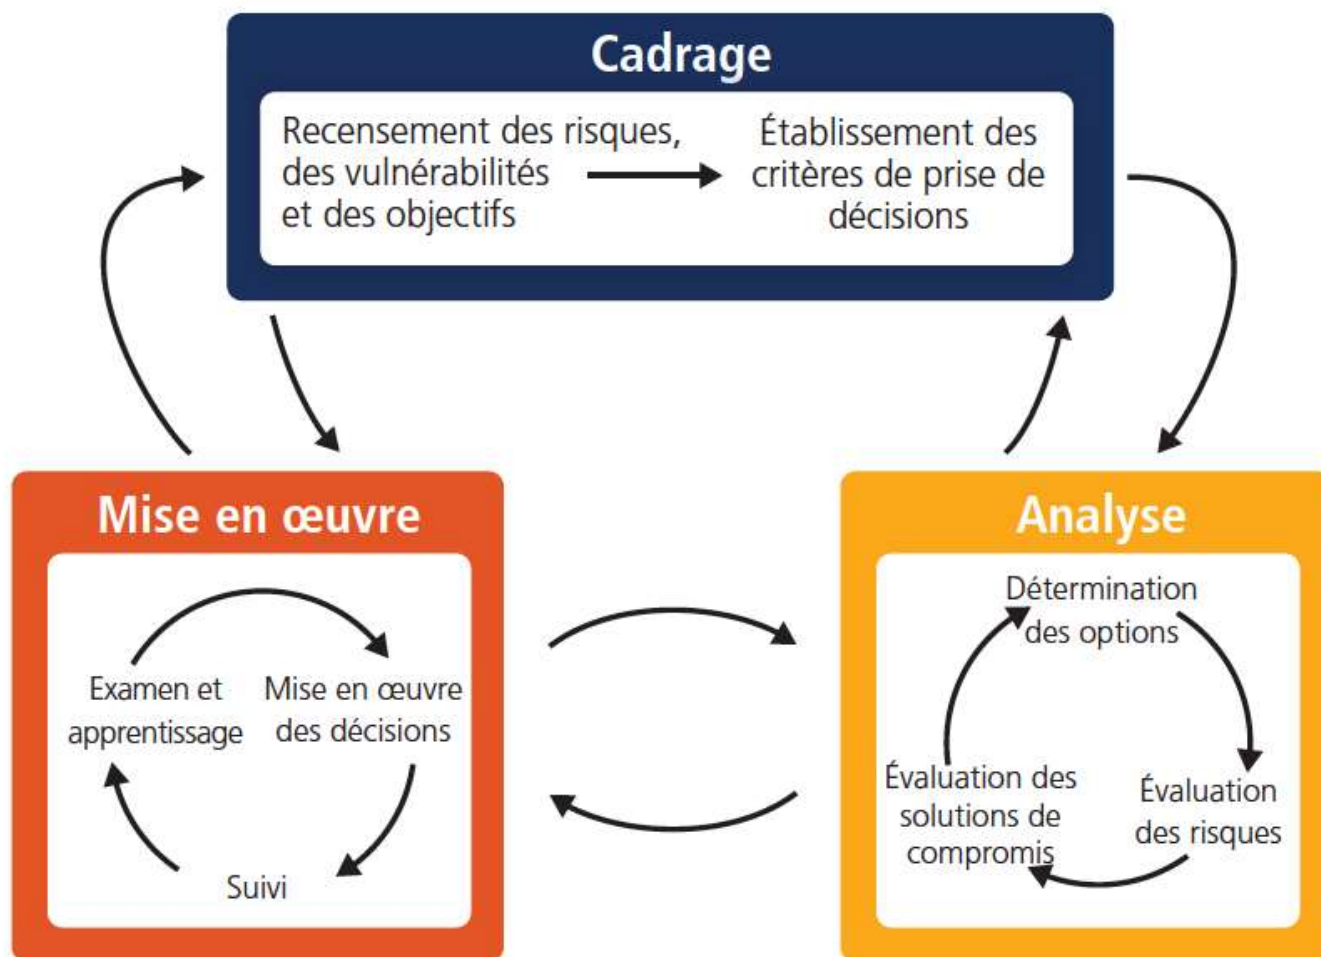 Cadrage
Recensement des risques,
des vulnérabilités
et des objectifs
Établissement des
critères de prise de
décisions
Mise en œuvre
Examen et
apprentissage
Mise en œuvre
des décisions
Suivi
Analyse
Détermination
des options
Évaluation des
solutions de
compromis
Évaluation
des risques